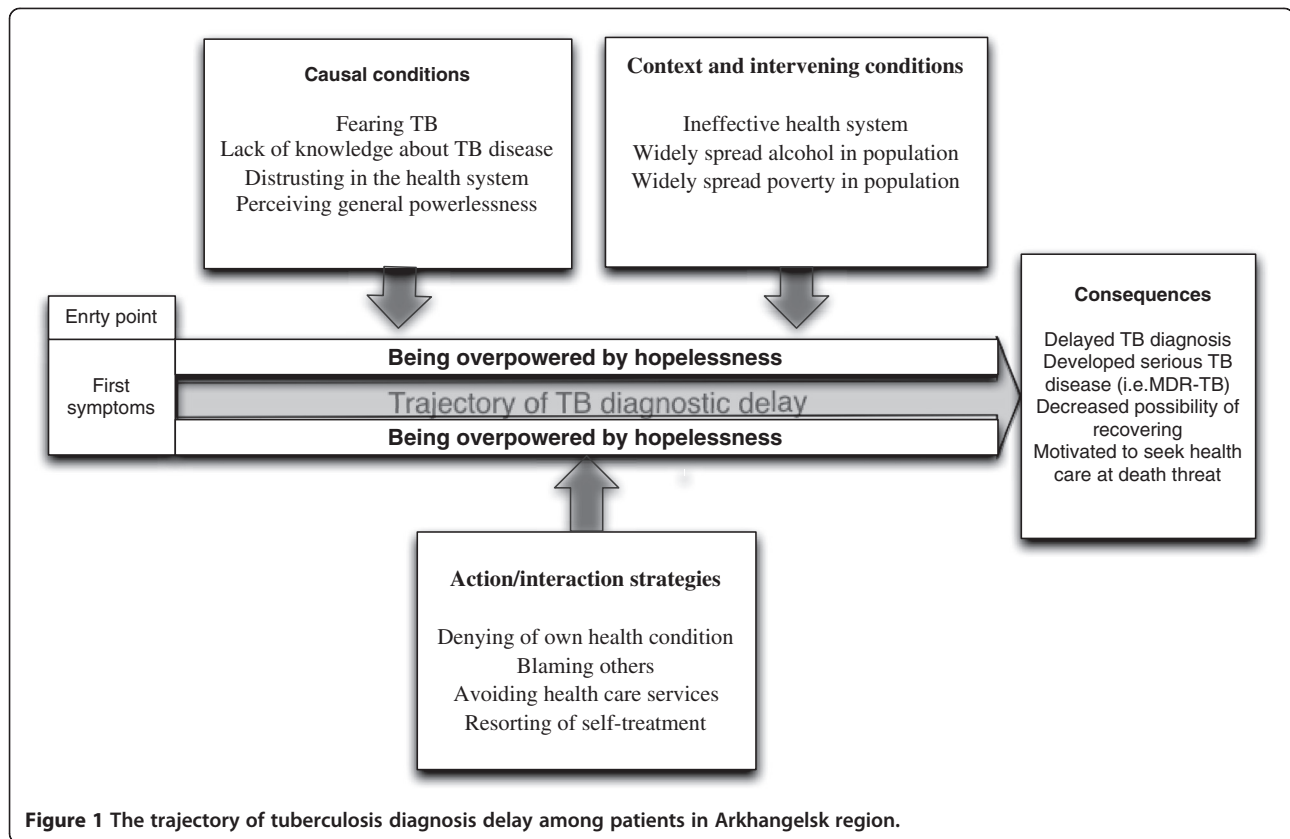 Causal conditions
Fearing TB
Lack of knowledge about TB disease
Distrusting in the health system
Perceiving general powerlessness
Context and intervening conditions
Ineffective health system
Widely spread alcohol in population
Widely spread poverty in population
Enrty point
First
symptoms
Being overpowered by hopelessness
Trajectory of TB diagnostic delay
Being overpowered by hopelessness
Consequences
Delayed TB diagnosis
Developed serious TB
disease (i.e.MDR-TB)
Decreased possibility of
recovering
Motivated to seek health
care at death threat
Action/interaction strategies
Denying of own health condition
Blaming others
Avoiding health care services
Resorting of self-treatment
Figure 1 The trajectory of tuberculosis diagnosis delay among patients in Arkhangelsk region.